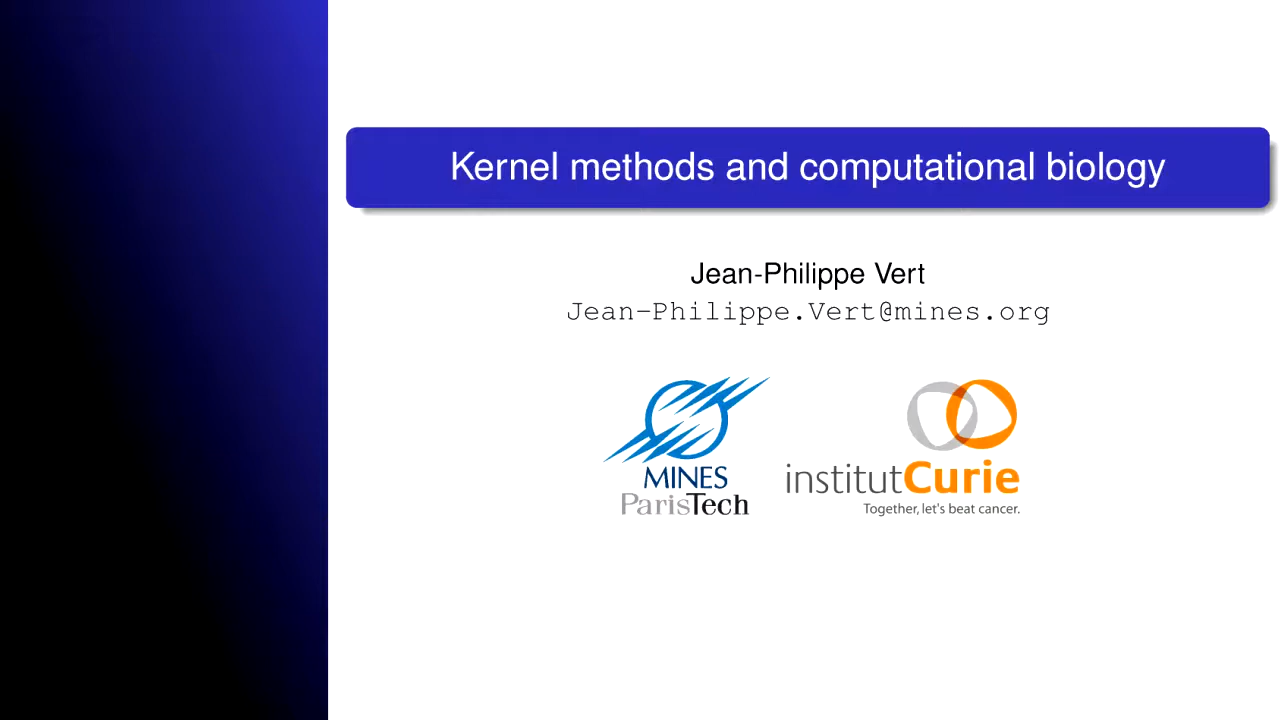 Kernel methods and computational biology
Jean-Philippe Vert
Jean-Philippe.Vert@mines.org
MINES
ParisTech
institutCurie
Together, let's beat cancer.